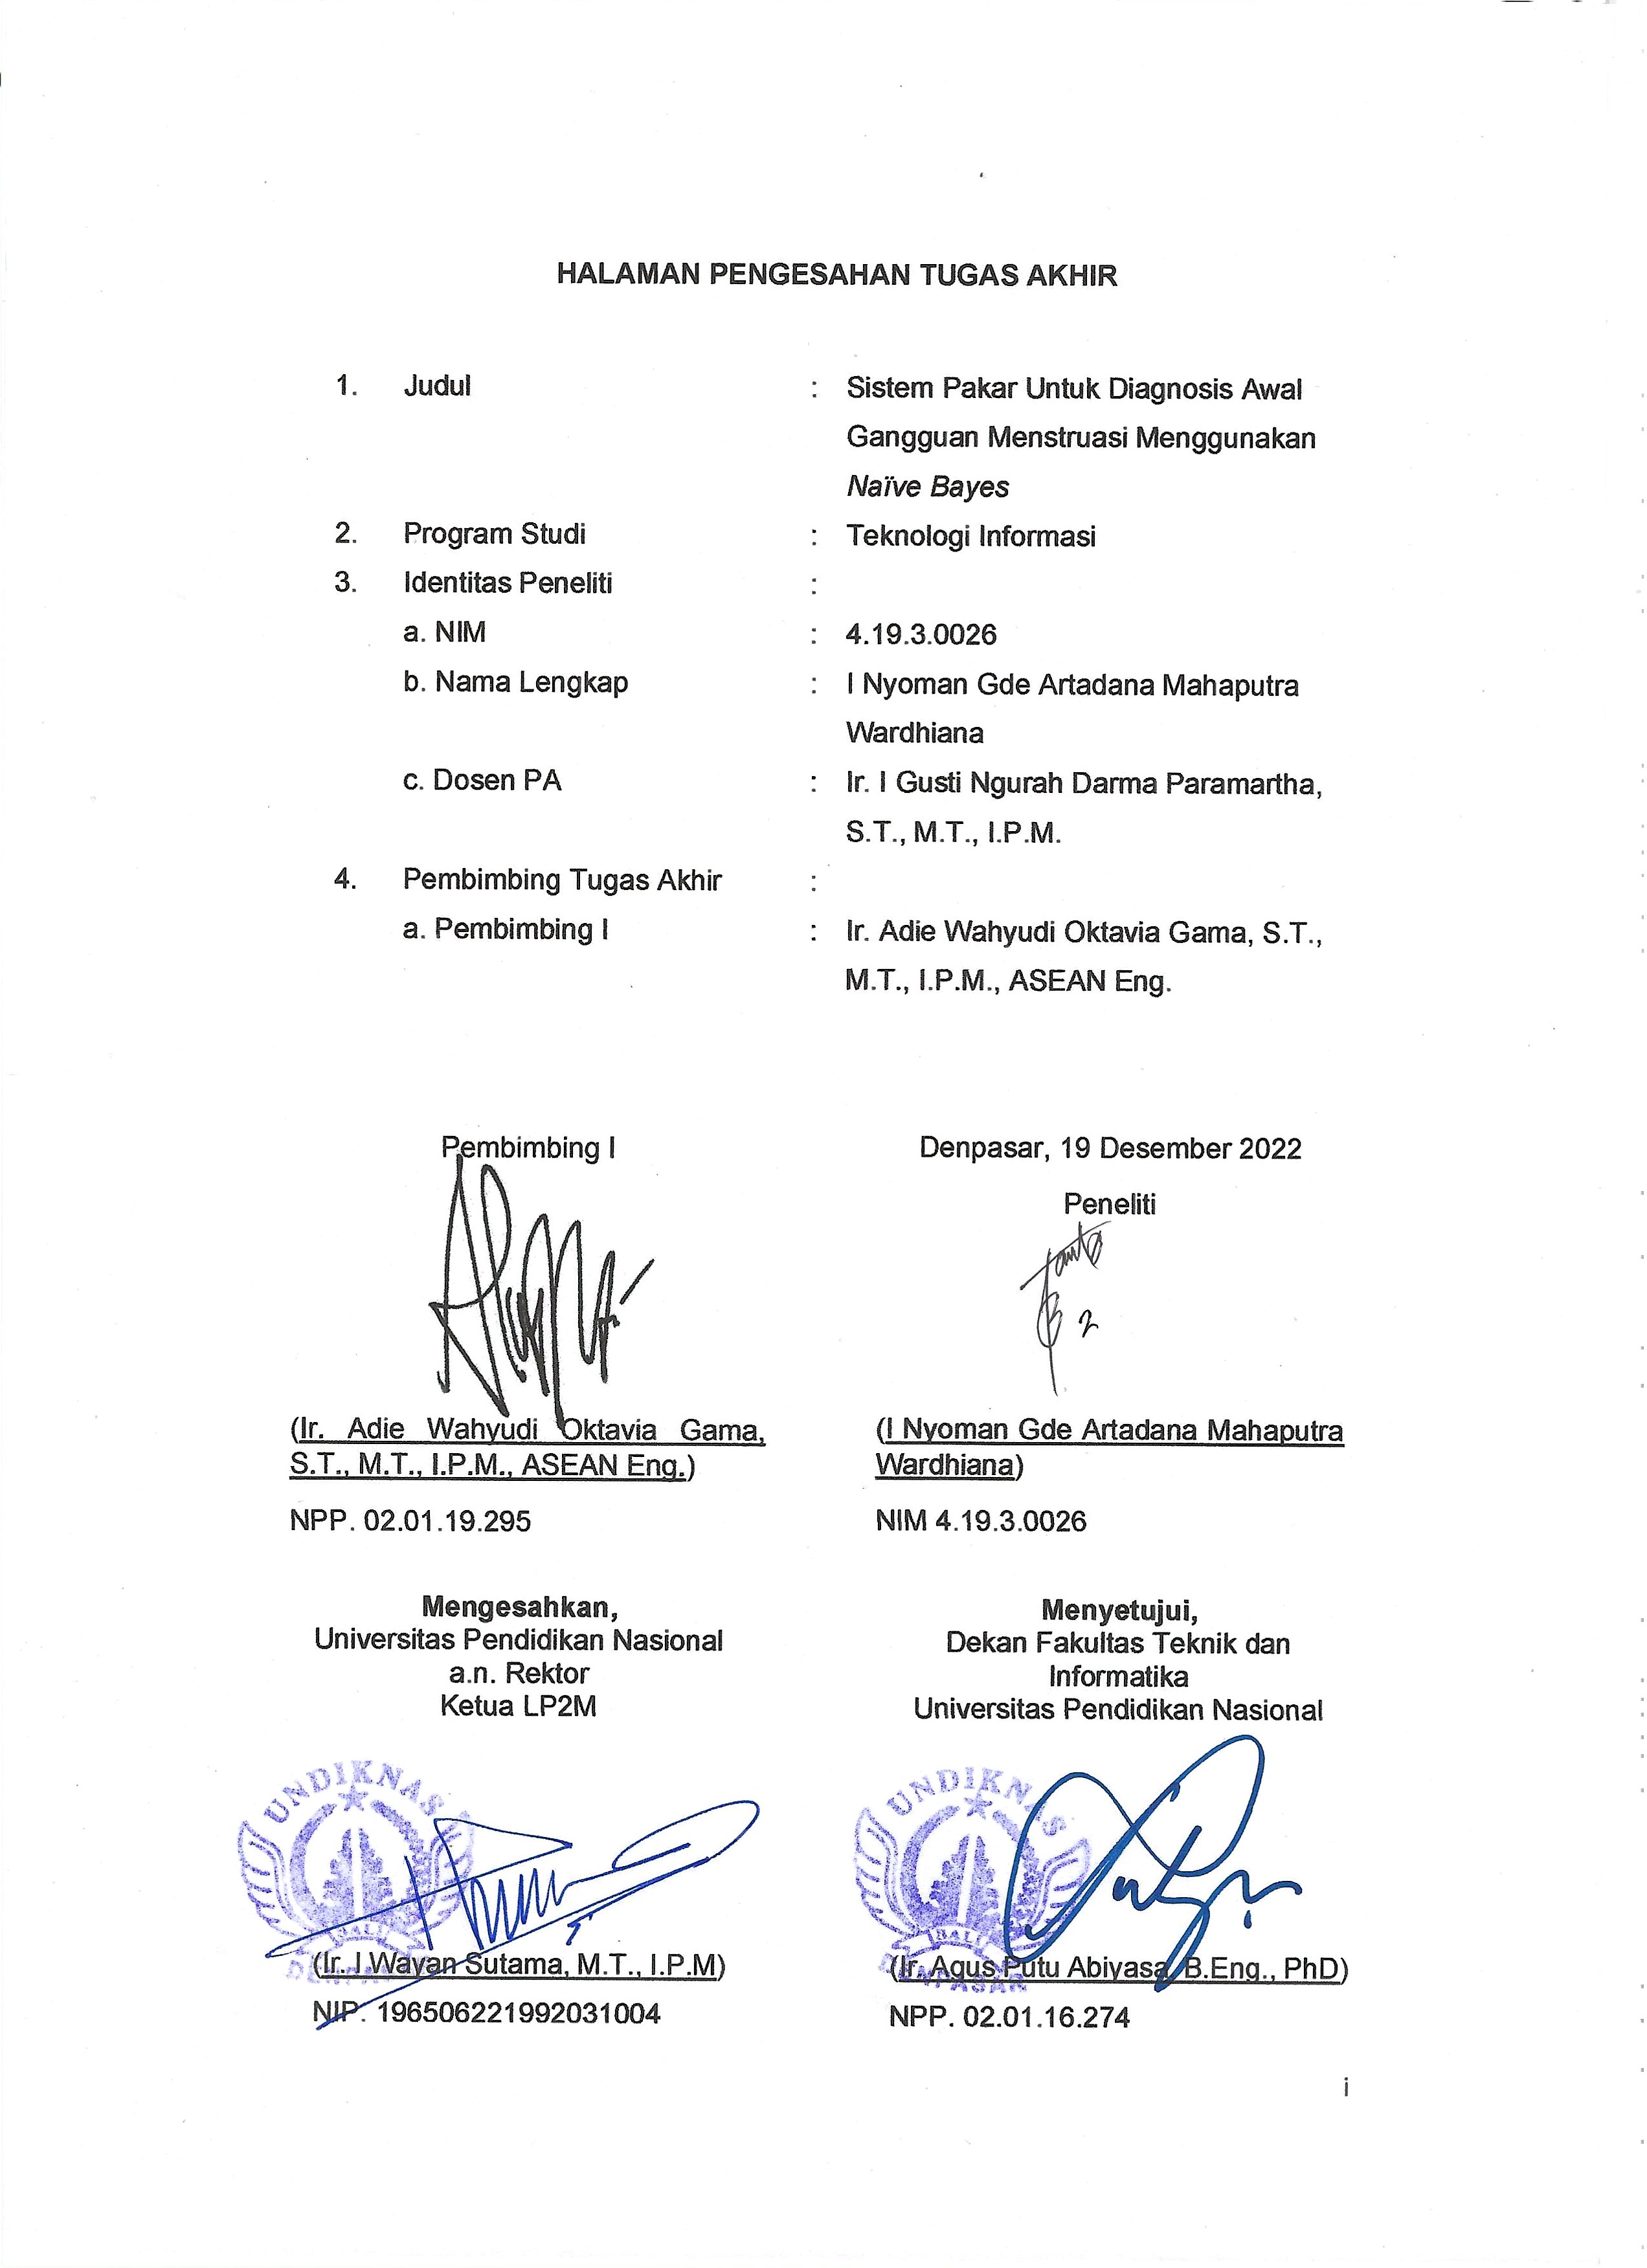 HALAMAN PENGESAHAN TUGAS AKHIR
1. Judul : Sistem Pakar Untuk Diagnosis Awal
Gangguan Menstruasi Menggunakan
Naïve Bayes
2. Program Studi : Teknologi Informasi
3. Identitas Peneliti :
a. NIM : 4.19.3.0026
b. Nama Lengkap : I Nyoman Gde Artadana Mahaputra
Wardhiana
c. Dosen PA : Ir. I Gusti Ngurah Darma Paramartha,
S.T., M.T., I.P.M.
4. Pembimbing Tugas Akhir :
a. Pembimbing I : Ir. Adie Wahyudi Oktavia Gama, S.T.,
M.T., I.P.M., ASEAN Eng.
Pembimbing I
(Ir. Adie Wahyudi Oktavia Gama,
S.T., M.T., I.P.M., ASEAN Eng.)
NPP. 02.01.19.295
Denpasar, 19 Desember 2022
Peneliti
(I Nyoman Gde Artadana Mahaputra
Wardhiana)
NIM 4.19.3.0026
Mengesahkan,
Universitas Pendidikan Nasional
a.n. Rektor
Ketua LP2M
UNDIKNAS
BALI
DENPASAR
(Ir. I Wayan Sutama, M.T., I.P.M)
NIP. 196506221992031004
Menyetujui,
Dekan Fakultas Teknik dan
Informatika
Universitas Pendidikan Nasional
UNDIKNAS
BALI
DENPASAR
(Ir. Agus Putu Abiyasa, B.Eng., PhD)
NPP. 02.01.16.274
i